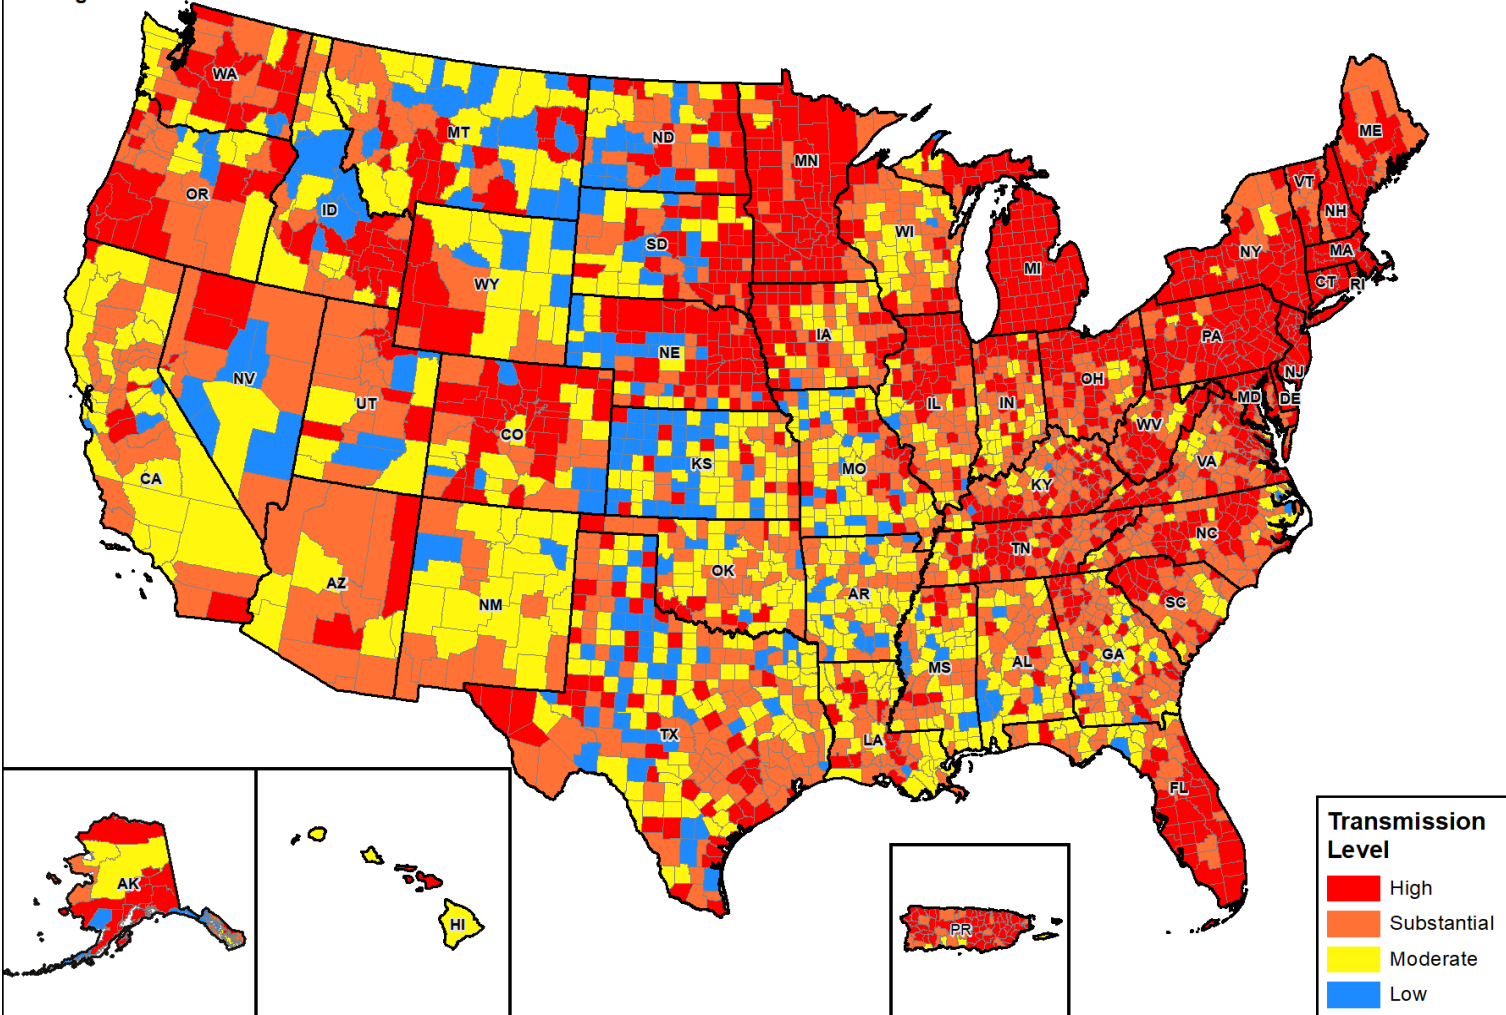 WA
ME
MT
ND
MN
OR
ID
VT
NH
SD
WI
NY
MA
MI
CT
RI
WY
IA
PA
NE
NV
UT
OH
NJ
IL
IN
MD
DE
CO
WV
KS
MO
VA
CA
KY
NC
TN
AZ
OK
NM
AR
SC
MS
AL
GA
TX
LA
FL
AK
HI
PR
Transmission
Level
High
Substantial
Moderate
Low